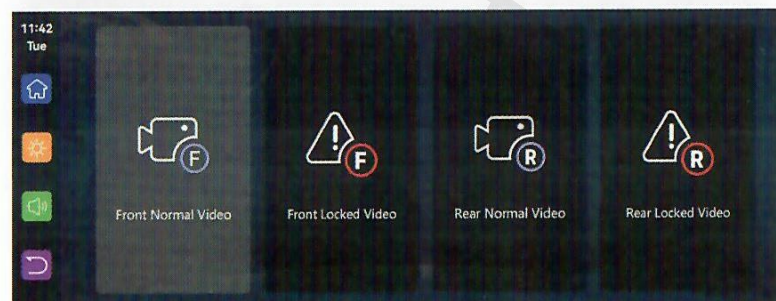 11:42
Tue
F
Front Normal Video
F
Front Locked Video
R
Rear Normal Video
R
Rear Locked Video